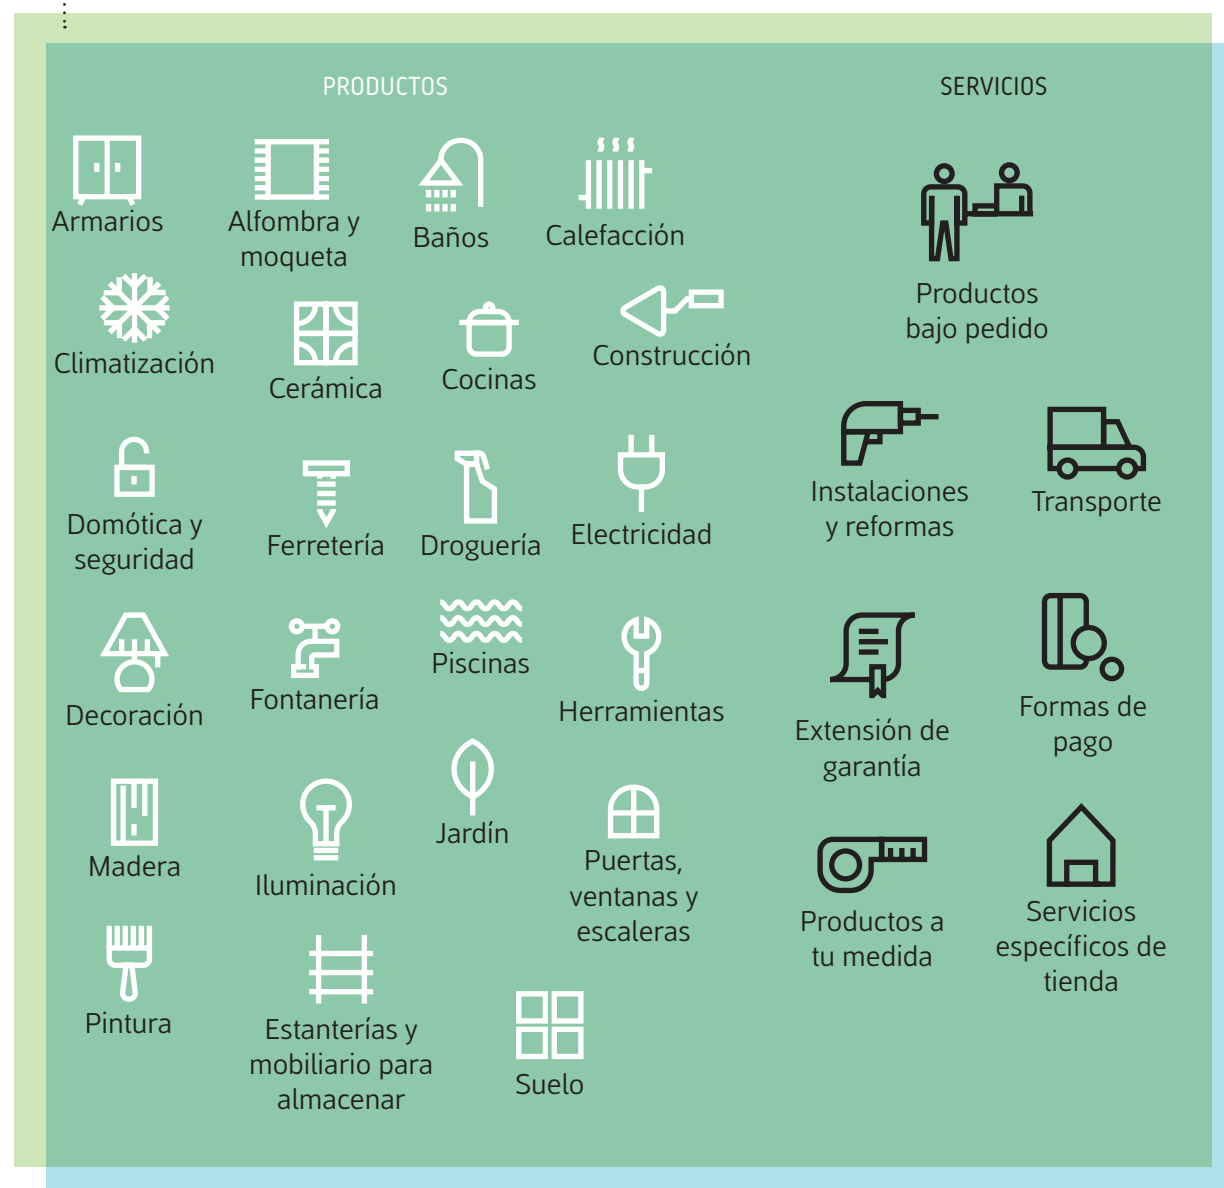 PRODUCTOS
Armarios
Alfombra y
moqueta
Baños
Calefacción
Climatización
Cerámica
Cocinas
Construcción
Domótica y
seguridad
Ferretería
Droguería
Electricidad
Decoración
Fontanería
Piscinas
Herramientas
Madera
Iluminación
Jardín
Puertas,
ventanas y
escaleras
Pintura
Estanterías y
mobiliario para
almacenar
Suelo
SERVICIOS
Productos
bajo pedido
Instalaciones
y reformas
Transporte
Extensión de
garantía
Formas de
pago
Productos a
tu medida
Servicios
específicos de
tienda